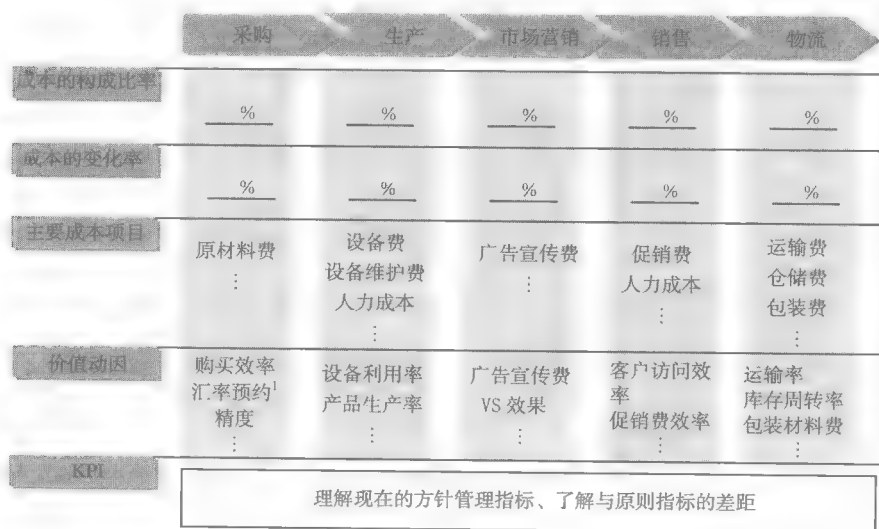 采购 生产 市场营销 销售 物流
成本的构成比率
% % % % %
成本的变化率
% % % % %
主要成本项目
原材料费
⋮
设备费
设备维护费
人力成本
⋮
广告宣传费
⋮
促销费
人力成本
⋮
运输费
仓储费
包装费
⋮
价值动因
购买效率
汇率预约¹
精度
⋮
设备利用率
产品生产率
⋮
广告宣传费
VS 效果
⋮
客户访问效
率
促销费效率
⋮
运输率
库存周转率
包装材料费
⋮
KPI
理解现在的方针管理指标、了解与原则指标的差距